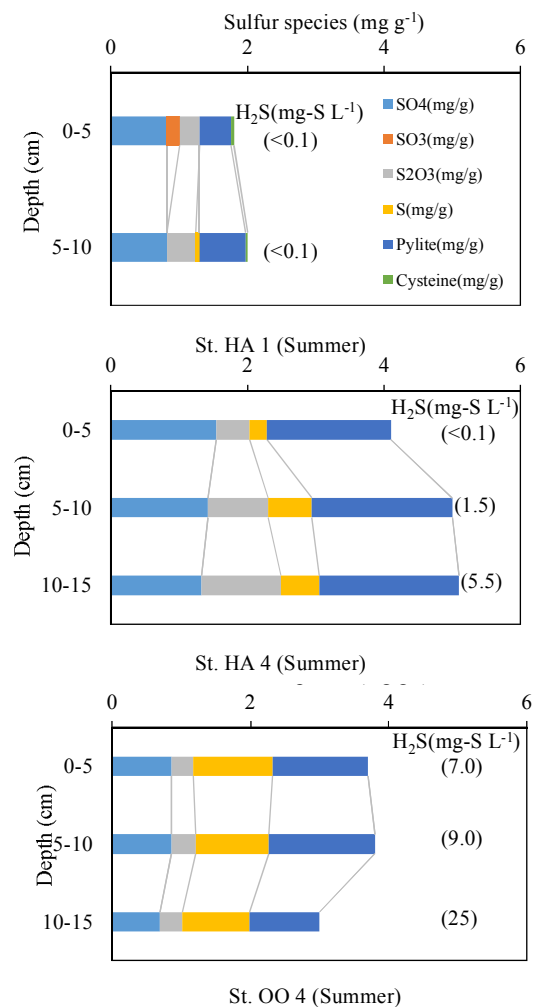 Sulfur species (mg g-1)
0 2 4 6
H2S(mg-S L-1)
SO4(mg/g)
0-5
(<0.1)
SO3(mg/g)
S2O3(mg/g)
Depth (cm)
S(mg/g)
5-10
(<0.1)
Pylite(mg/g)
Cysteine(mg/g)
St. HA 1 (Summer)
0 2 4 6
H2S(mg-S L-1)
0-5
(<0.1)
Depth (cm)
5-10
(1.5)
10-15
(5.5)
St. HA 4 (Summer)
0 2 4 6
H2S(mg-S L-1)
0-5
(7.0)
Depth (cm)
5-10
(9.0)
10-15
(25)
St. OO 4 (Summer)